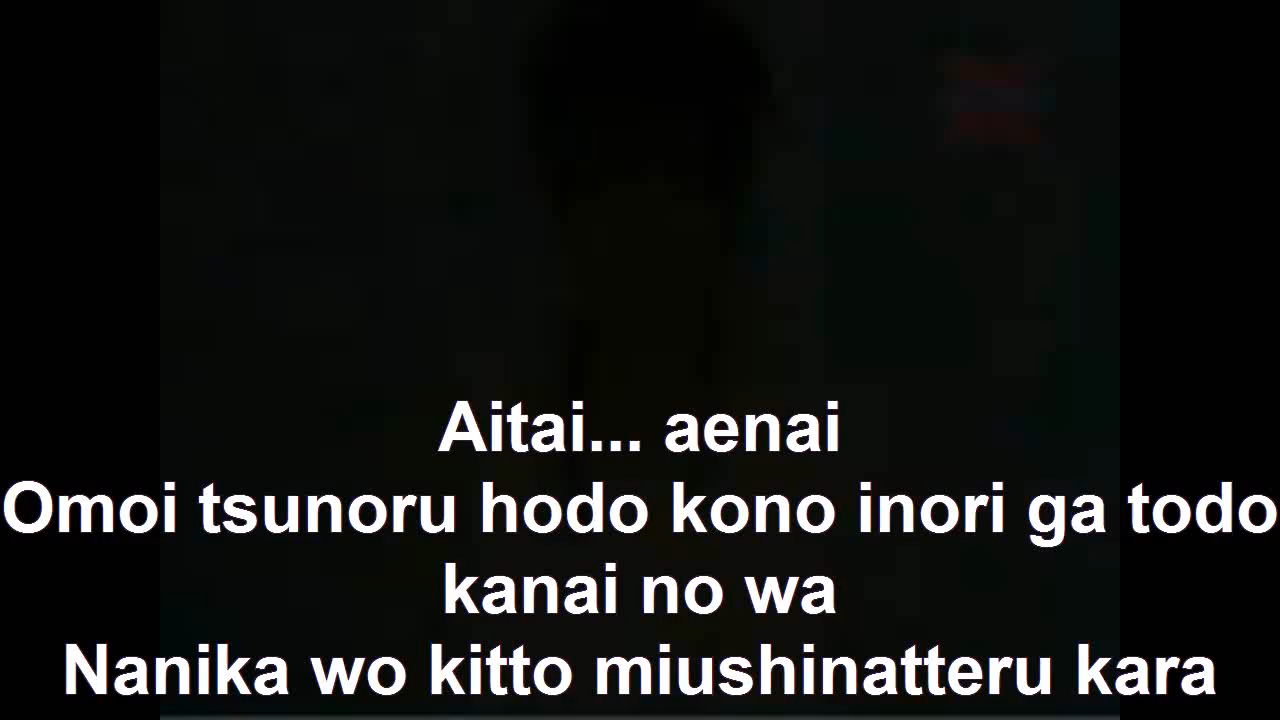 Aitai... aenai
Omoi tsunoru hodo kono inori ga todo
kanai no wa
Nanika wo kitto miushinatteru kara